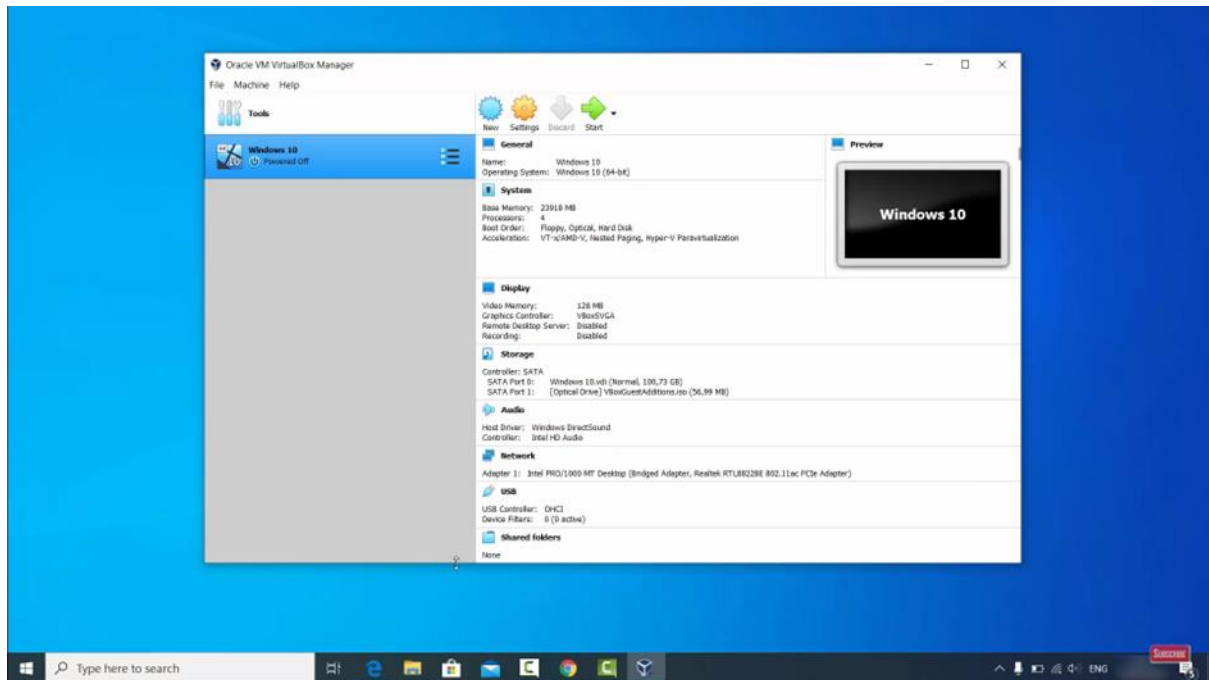 Oracle VM VirtualBox Manager
File Machine Help
Tools
New Settings Discard Start
Windows 10
Powered Off
General
Name: Windows 10
Operating System: Windows 10 (64-bit)
Preview
Windows 10
System
Base Memory: 23918 MB
Processors: 4
Boot Order: Floppy, Optical, Hard Disk
Acceleration: VT-x/AMD-V, Nested Paging, Hyper-V Paravirtualization
Display
Video Memory: 128 MB
Graphics Controller: VBoxSVGA
Remote Desktop Server: Disabled
Recording: Disabled
Storage
Controller: SATA
SATA Port 0: Windows 10.vdi (Normal, 100,73 GB)
SATA Port 1: [Optical Drive] VBoxGuestAdditions.iso (56,99 MB)
Audio
Host Driver: Windows DirectSound
Controller: Intel HD Audio
Network
Adapter 1: Intel PRO/1000 MT Desktop (Bridged Adapter, Realtek RTL8822BE 802.11ac PCIe Adapter)
USB
USB Controller: OHCI
Device Filters: 0 (0 active)
Shared folders
None
Type here to search
ENG
SUBSCRIBE
5